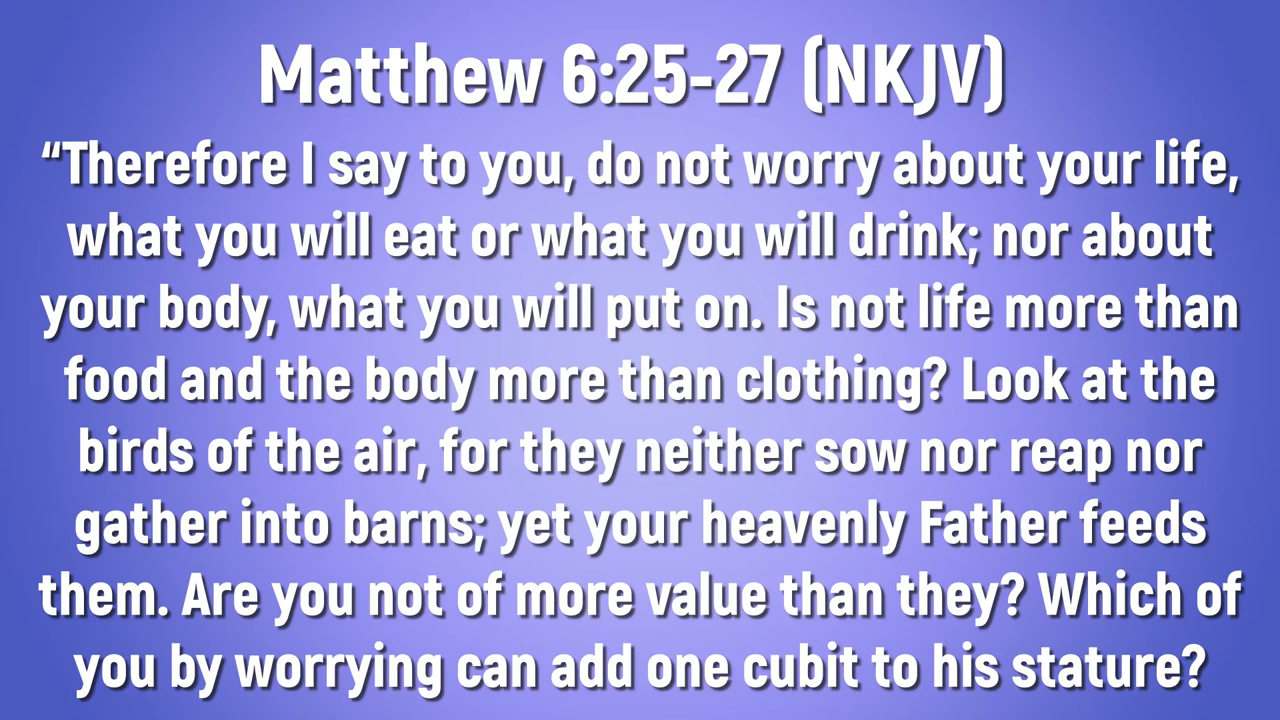 Matthew 6:25-27 (NKJV)
“Therefore I say to you, do not worry about your life,
what you will eat or what you will drink; nor about
your body, what you will put on. Is not life more than
food and the body more than clothing? Look at the
birds of the air, for they neither sow nor reap nor
gather into barns; yet your heavenly Father feeds
them. Are you not of more value than they? Which of
you by worrying can add one cubit to his stature?